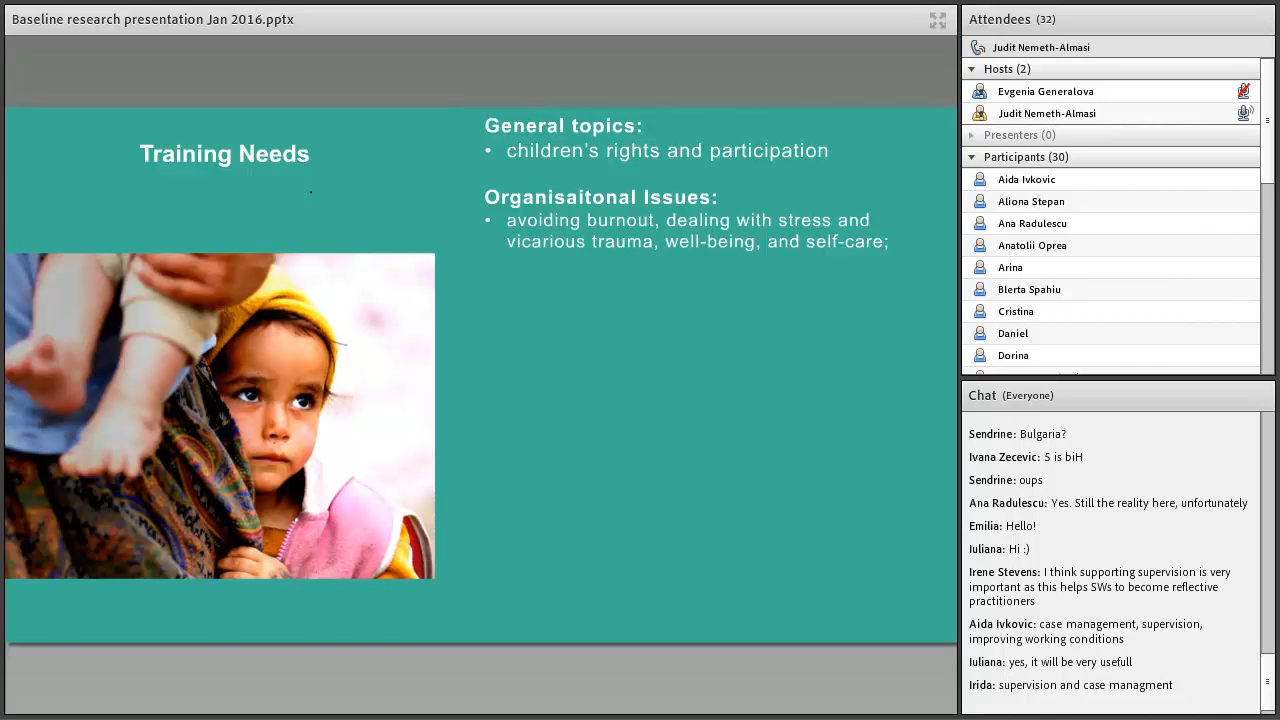 Baseline research presentation Jan 2016.pptx
Training Needs
General topics:
• children's rights and participation
Organisaitonal Issues:
• avoiding burnout, dealing with stress and
vicarious trauma, well-being, and self-care;
Attendees (32)
Judit Nemeth-Almasi
Hosts (2)
Evgenia Generalova
Judit Nemeth-Almasi
Presenters (0)
Participants (30)
Aida Ivkovic
Aliona Stepan
Ana Radulescu
Anatolii Oprea
Arina
Blerta Spahiu
Cristina
Daniel
Dorina
Chat (Everyone)
Sendrine: Bulgaria?
Ivana Zecevic: 5 is biH
Sendrine: oups
Ana Radulescu: Yes. Still the reality here, unfortunately
Emilia: Hello!
Iuliana: Hi :)
Irene Stevens: I think supporting supervision is very
important as this helps SWs to become reflective
practitioners
Aida Ivkovic: case management, supervision,
improving working conditions
Iuliana: yes, it will be very usefull
Irida: supervision and case managment